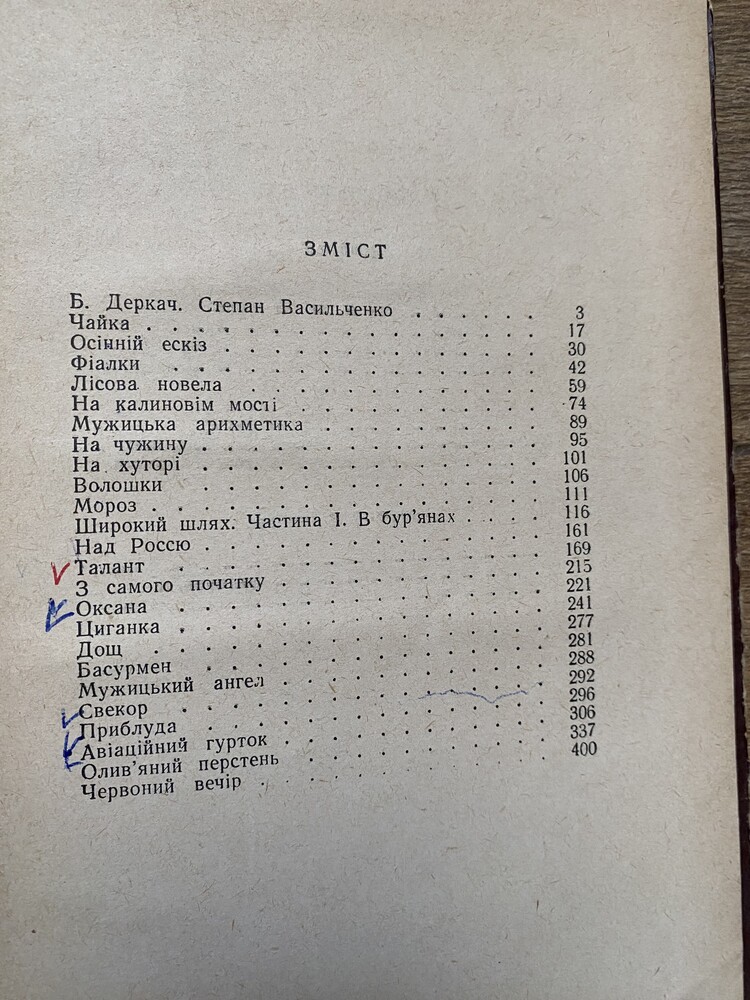 ЗМІСТ
Б. Деркач. Степан Васильченко . . . . . . 3
Чайка . . . . . . . . . . . . 17
Осінній ескіз . . . . . . . . . . . . 30
Фіалки . . . . . . . . . . . . 42
Лісова новела . . . . . . . . . . . . 59
На калиновім мості . . . . . . . . . . 74
Мужицька арихметика . . . . . . . . . 89
На чужину . . . . . . . . . . . . 95
На хуторі . . . . . . . . . . . . 101
Волошки . . . . . . . . . . . . 106
Мороз . . . . . . . . . . . . 111
Широкий шлях. Частина І. В бур'янах . . . . 116
Над Россю . . . . . . . . . . . . 161
Талант . . . . . . . . . . . . 169
З самого початку . . . . . . . . . . 215
Оксана . . . . . . . . . . . . 221
Циганка . . . . . . . . . . . . 241
Дощ . . . . . . . . . . . . 277
Басурмен . . . . . . . . . . . . 281
Мужицький ангел . . . . . . . . . . 288
Свекор . . . . . . . . . . . . 292
Приблуда . . . . . . . . . . . . 296
Авіаційний гурток . . . . . . . . . . 306
Олив'яний перстень . . . . . . . . . 337
Червоний вечір . . . . . . . . . . 400